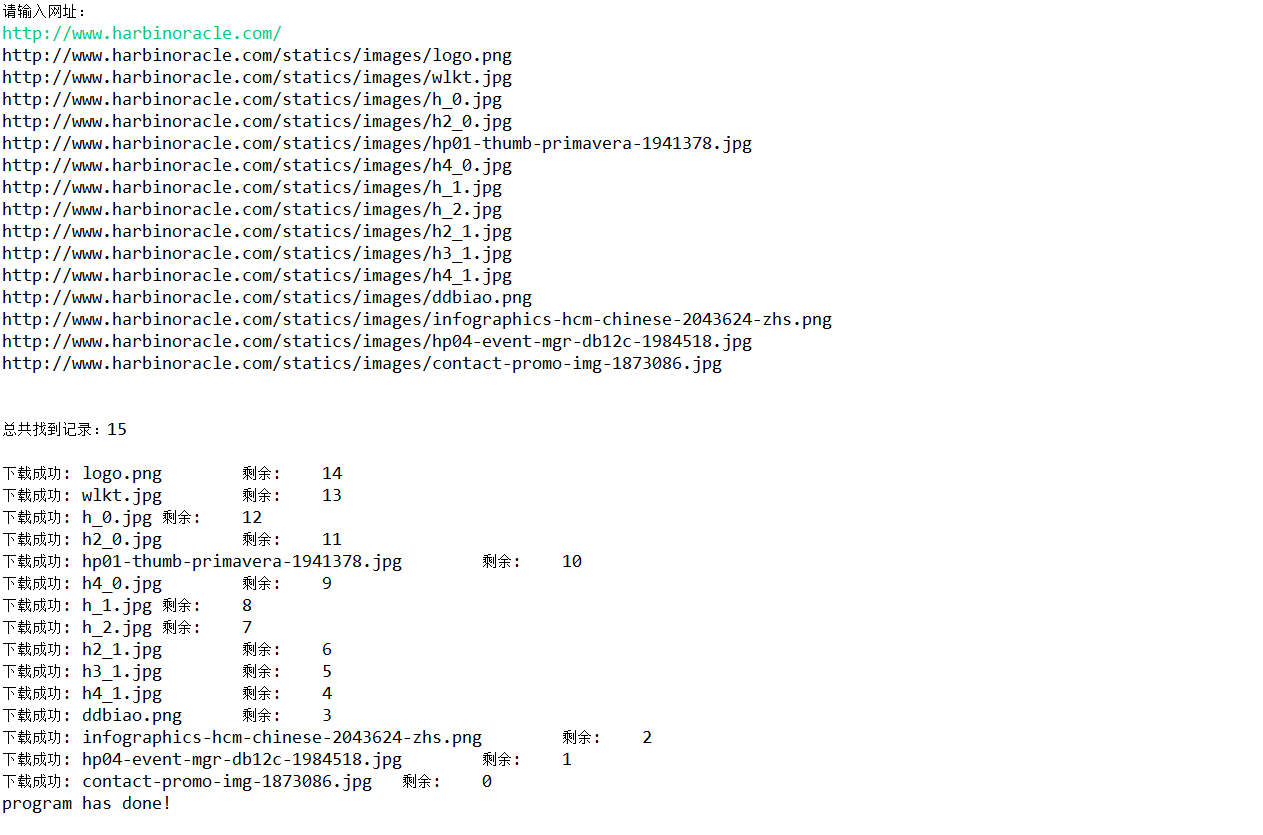 请输入网址:
http://www.harbinoracle.com/
http://www.harbinoracle.com/statics/images/logo.png
http://www.harbinoracle.com/statics/images/wlkt.jpg
http://www.harbinoracle.com/statics/images/h_0.jpg
http://www.harbinoracle.com/statics/images/h2_0.jpg
http://www.harbinoracle.com/statics/images/hp01-thumb-primavera-1941378.jpg
http://www.harbinoracle.com/statics/images/h4_0.jpg
http://www.harbinoracle.com/statics/images/h_1.jpg
http://www.harbinoracle.com/statics/images/h_2.jpg
http://www.harbinoracle.com/statics/images/h2_1.jpg
http://www.harbinoracle.com/statics/images/h3_1.jpg
http://www.harbinoracle.com/statics/images/h4_1.jpg
http://www.harbinoracle.com/statics/images/ddbiao.png
http://www.harbinoracle.com/statics/images/infographics-hcm-chinese-2043624-zhs.png
http://www.harbinoracle.com/statics/images/hp04-event-mgr-db12c-1984518.jpg
http://www.harbinoracle.com/statics/images/contact-promo-img-1873086.jpg
总共找到记录：15
下载成功: logo.png 剩余: 14
下载成功: wlkt.jpg 剩余: 13
下载成功: h_0.jpg 剩余: 12
下载成功: h2_0.jpg 剩余: 11
下载成功: hp01-thumb-primavera-1941378.jpg 剩余: 10
下载成功: h4_0.jpg 剩余: 9
下载成功: h_1.jpg 剩余: 8
下载成功: h_2.jpg 剩余: 7
下载成功: h2_1.jpg 剩余: 6
下载成功: h3_1.jpg 剩余: 5
下载成功: h4_1.jpg 剩余: 4
下载成功: ddbiao.png 剩余: 3
下载成功: infographics-hcm-chinese-2043624-zhs.png 剩余: 2
下载成功: hp04-event-mgr-db12c-1984518.jpg 剩余: 1
下载成功: contact-promo-img-1873086.jpg 剩余: 0
program has done!